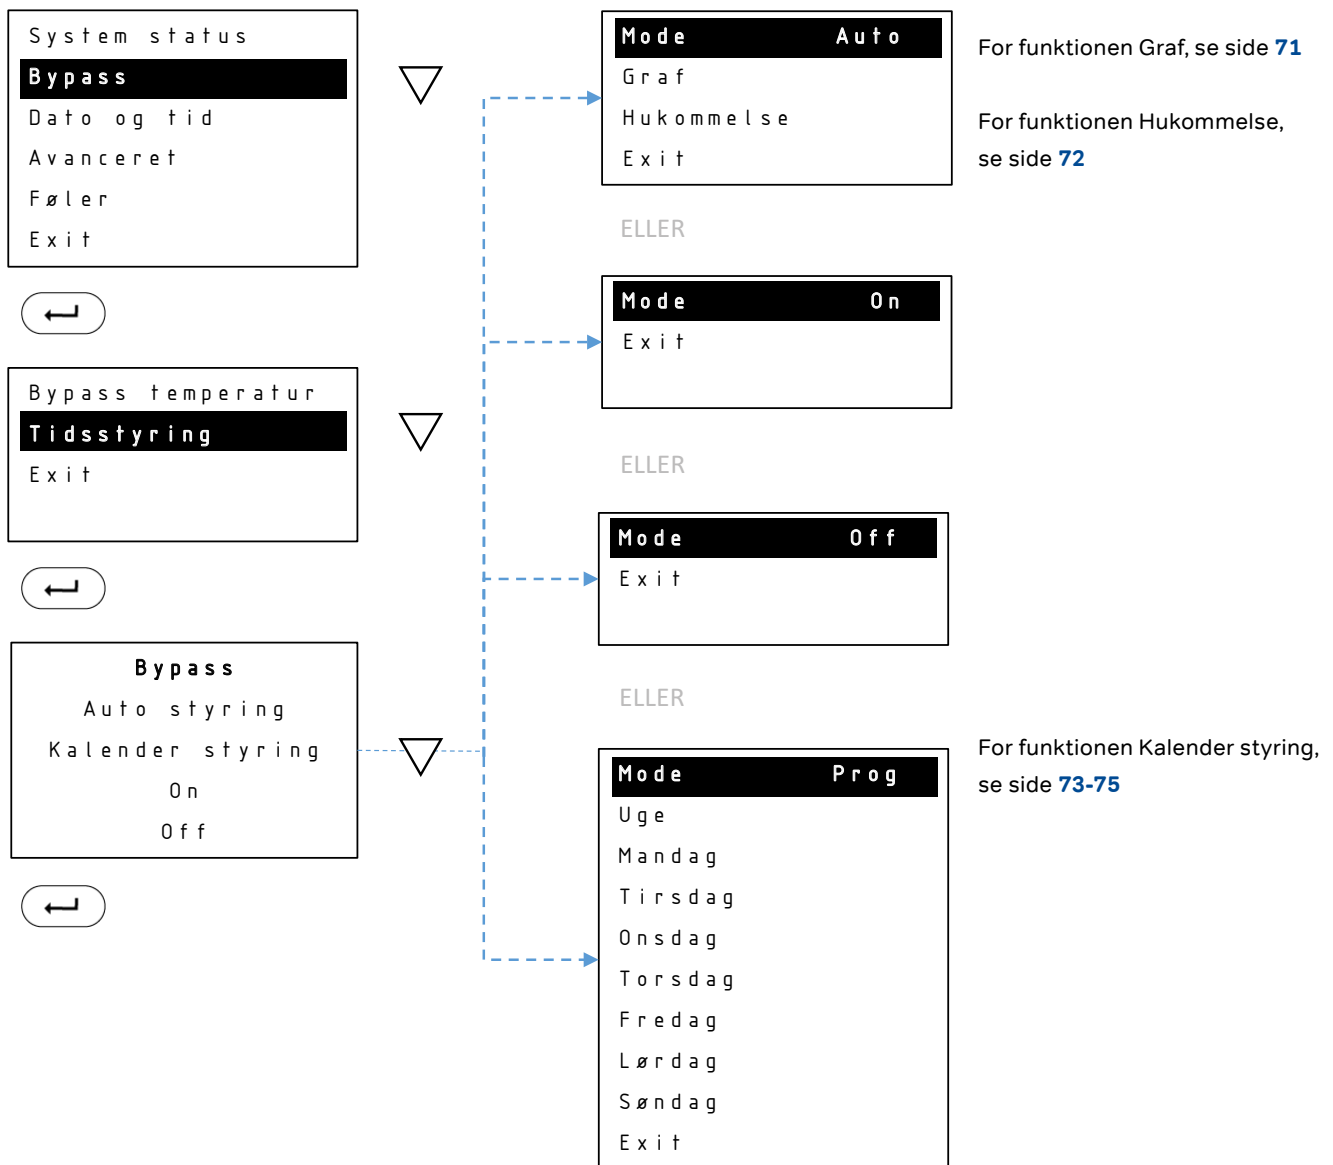 System status
Bypass
Dato og tid
Avanceret
Føler
Exit
Bypass temperatur
Tidsstyring
Exit
Bypass
Auto styring
Kalender styring
On
Off
Mode Auto
Graf
Hukommelse
Exit
For funktionen Graf, se side 71
For funktionen Hukommelse,
se side 72
ELLER
Mode On
Exit
ELLER
Mode Off
Exit
ELLER
Mode Prog
Uge
Mandag
Tirsdag
Onsdag
Torsdag
Fredag
Lørdag
Søndag
Exit
For funktionen Kalender styring,
se side 73-75